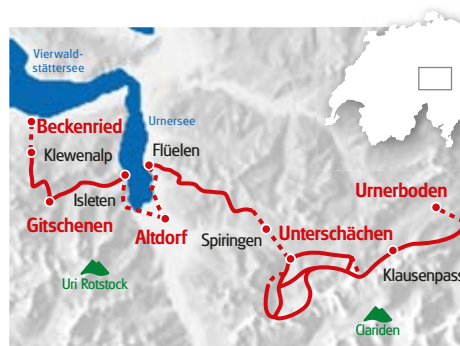 Vierwald-
stättersee
Beckenried
Urnersee
Klewenalp
Flüelen
Isleten
Urnerboden
Gitschenen
Altdorf
Spiringen
Unterschächen
Uri Rotstock
Klausenpass
Clariden